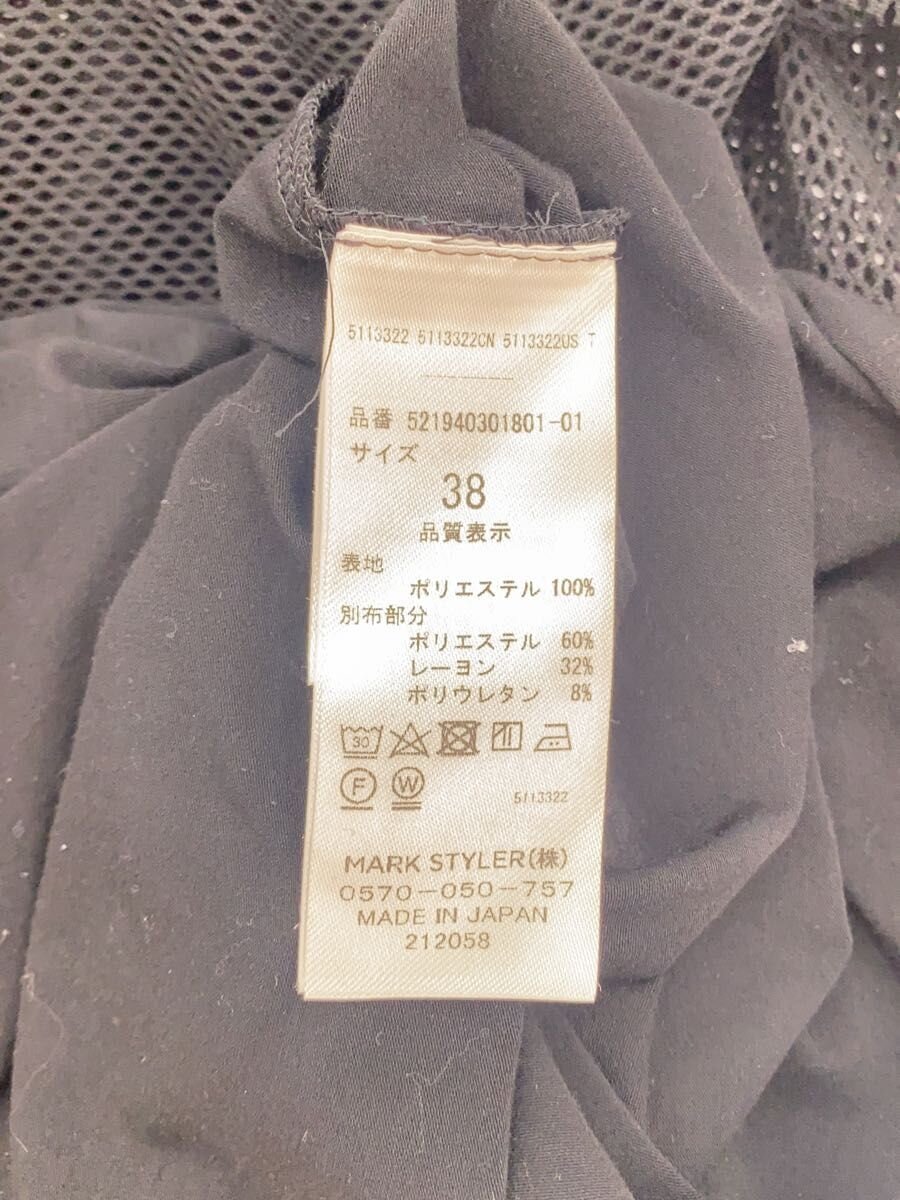 5113322 5113322CN 5113322US T
品番 521940301801-01
サイズ
38
品質表示
表地
ポリエステル 100%
別布部分
ポリエステル 60%
レーヨン 32%
ポリウレタン 8%
30
F W
5113322
MARK STYLER(株)
0570-050-757
MADE IN JAPAN
212058